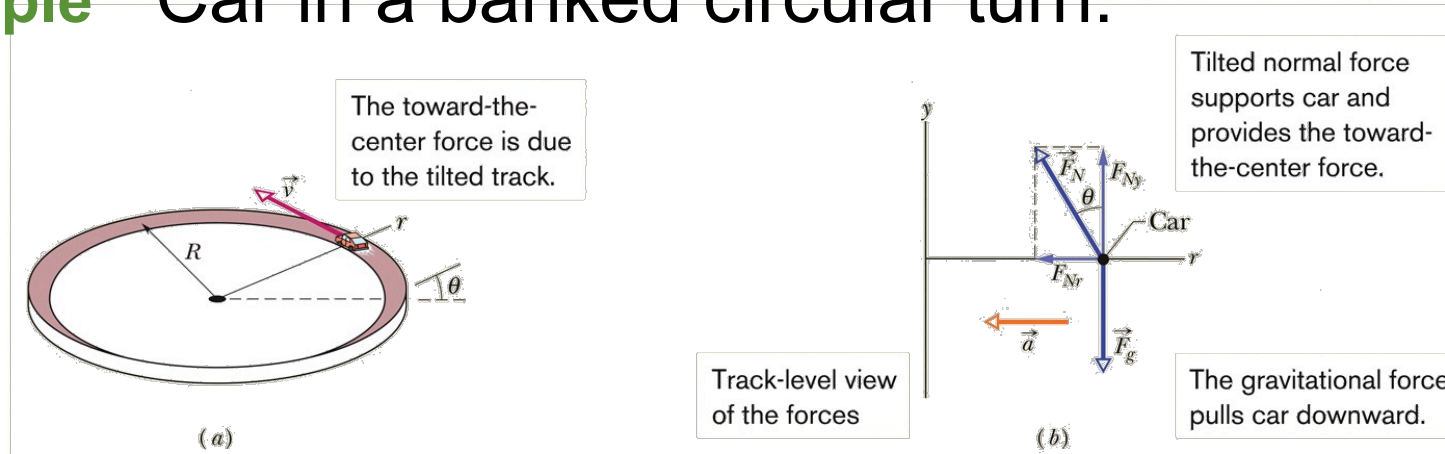 ple Car in a banked circular turn.
The toward-the-
center force is due
to the tilted track.
v
r
R
θ
(a)
Tilted normal force
supports car and
provides the toward-
the-center force.
y
F_N
F_Ny
θ
Car
r
F_Nr
a
F_g
Track-level view
of the forces
The gravitational force
pulls car downward.
(b)